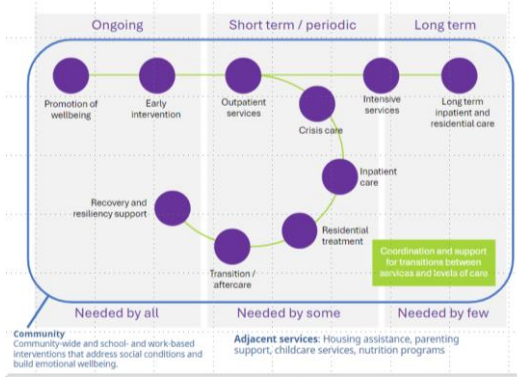 Ongoing
Short term / periodic
Long term
Promotion of
wellbeing
Early
intervention
Outpatient
services
Crisis care
Intensive
services
Long term
inpatient and
residential care
Inpatient
care
Recovery and
resiliency support
Residential
treatment
Transition /
aftercare
Coordination and support
for transitions between
services and levels of care
Needed by all
Needed by some
Needed by few
Community
Community-wide and school- and work-based
interventions that address social conditions and
build emotional wellbeing.
Adjacent services: Housing assistance, parenting
support, childcare services, nutrition programs